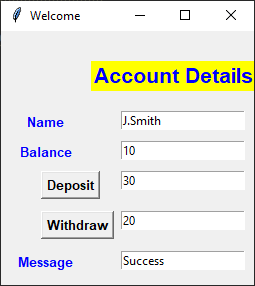 Welcome
Account Details
Name J.Smith
Balance 10
Deposit 30
Withdraw 20
Message Success